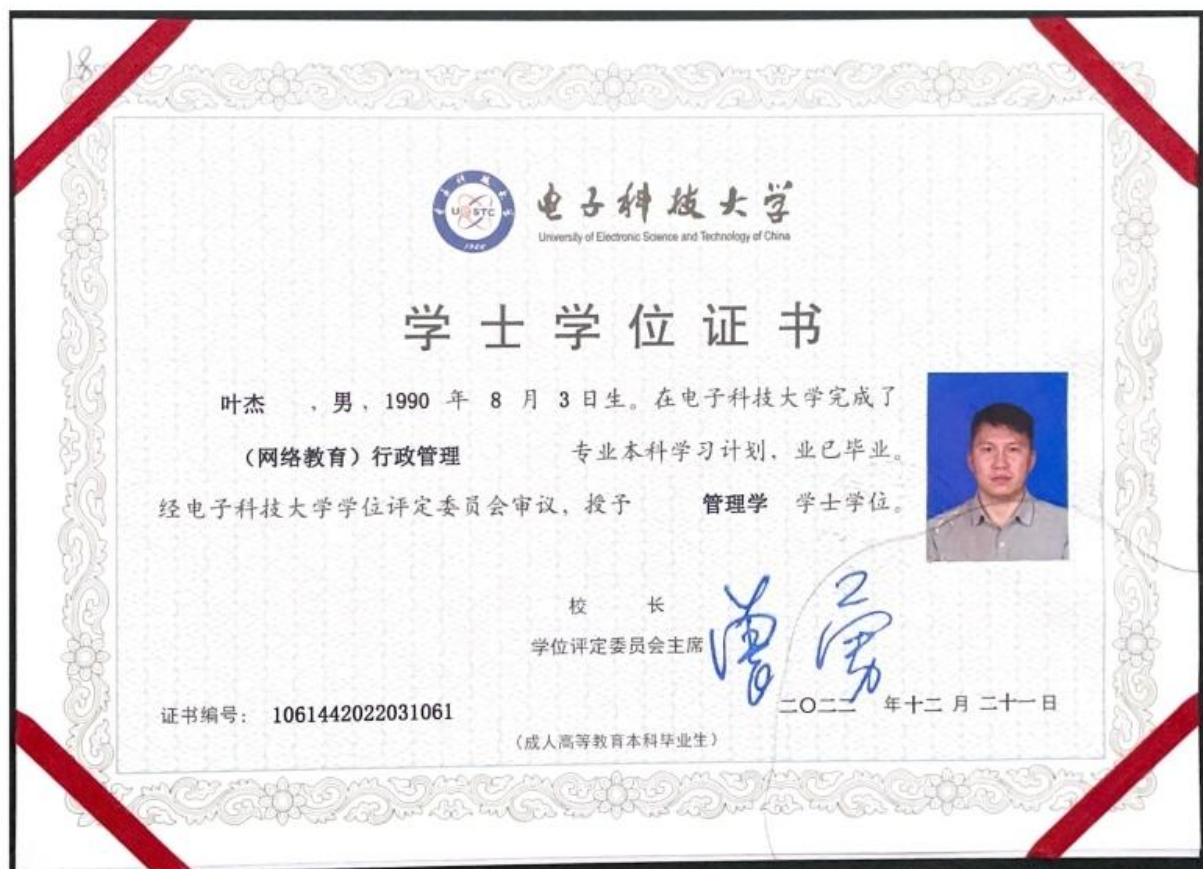 18
电子科技大学
University of Electronic Science and Technology of China
学士学位证书
叶杰 ,男,1990 年 8 月 3日生。在电子科技大学完成了
(网络教育)行政管理 专业本科学习计划,业已毕业。
经电子科技大学学位评定委员会审议,授予 管理学 学士学位。
校 长
学位评定委员会主席 曾勇
证书编号: 1061442022031061
二〇二二 年十二月二十一日
(成人高等教育本科毕业生)